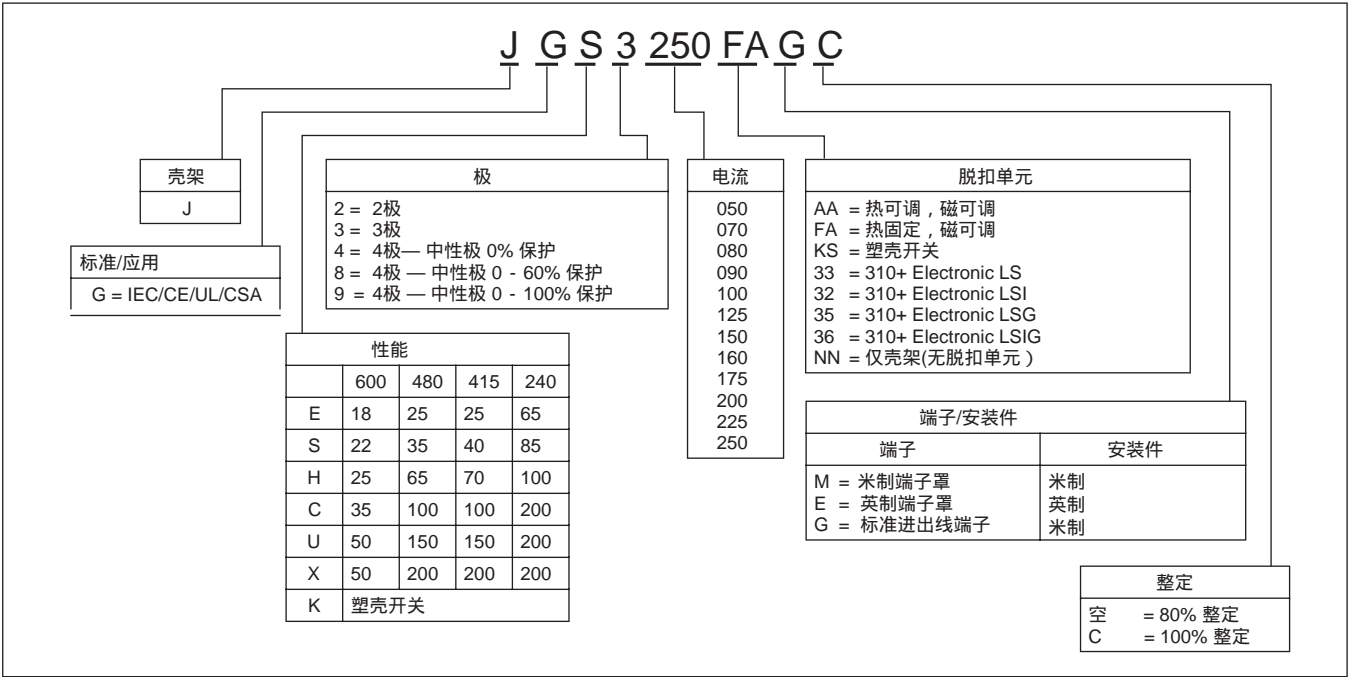 J G S 3 250 FA G C
壳架
J
标准/应用
G = IEC/CE/UL/CSA
极
2 = 2极
3 = 3极
4 = 4极— 中性极 0% 保护
8 = 4极 — 中性极 0 - 60% 保护
9 = 4极 — 中性极 0 - 100% 保护
性能
600 480 415 240
E 18 25 25 65
S 22 35 40 85
H 25 65 70 100
C 35 100 100 200
U 50 150 150 200
X 50 200 200 200
K 塑壳开关
电流
050
070
080
090
100
125
150
160
175
200
225
250
脱扣单元
AA = 热可调，磁可调
FA = 热固定，磁可调
KS = 塑壳开关
33 = 310+ Electronic LS
32 = 310+ Electronic LSI
35 = 310+ Electronic LSG
36 = 310+ Electronic LSIG
NN = 仅壳架(无脱扣单元）
端子/安装件
端子 安装件
M = 米制端子罩 米制
E = 英制端子罩 英制
G = 标准进出线端子 米制
整定
空 = 80% 整定
C = 100% 整定